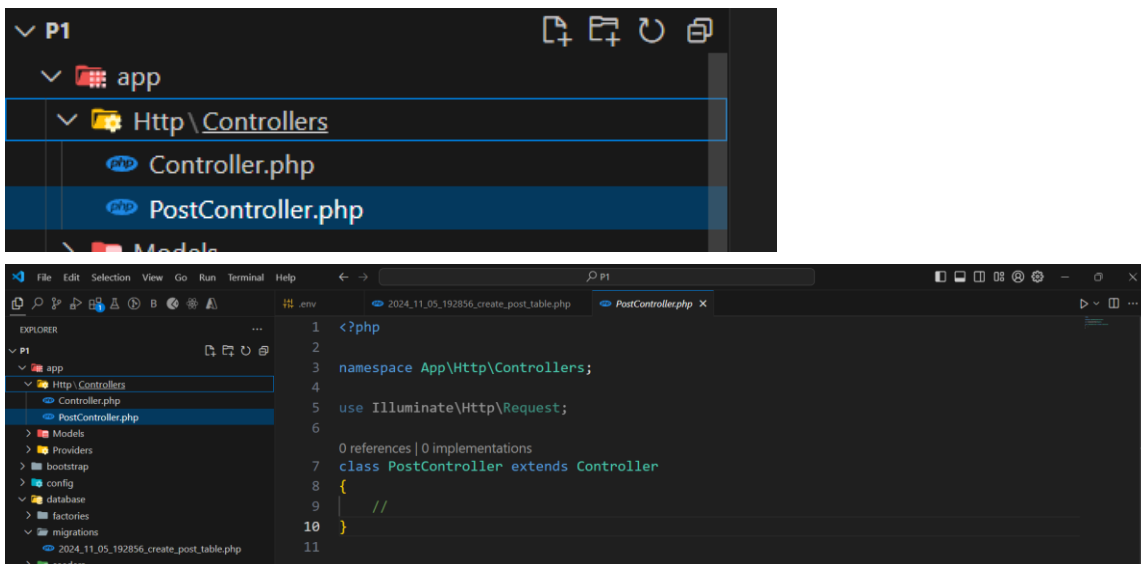 P1
app
Http\Controllers
Controller.php
PostController.php
Models
File Edit Selection View Go Run Terminal Help
P1
B
.env
2024_11_05_192856_create_post_table.php
PostController.php
EXPLORER
P1
app
Http\Controllers
Controller.php
PostController.php
Models
Providers
bootstrap
config
database
factories
migrations
2024_11_05_192856_create_post_table.php
1 <?php
2
3 namespace App\Http\Controllers;
4
5 use Illuminate\Http\Request;
6
0 references | 0 implementations
7 class PostController extends Controller
8 {
9 //
10 }
11